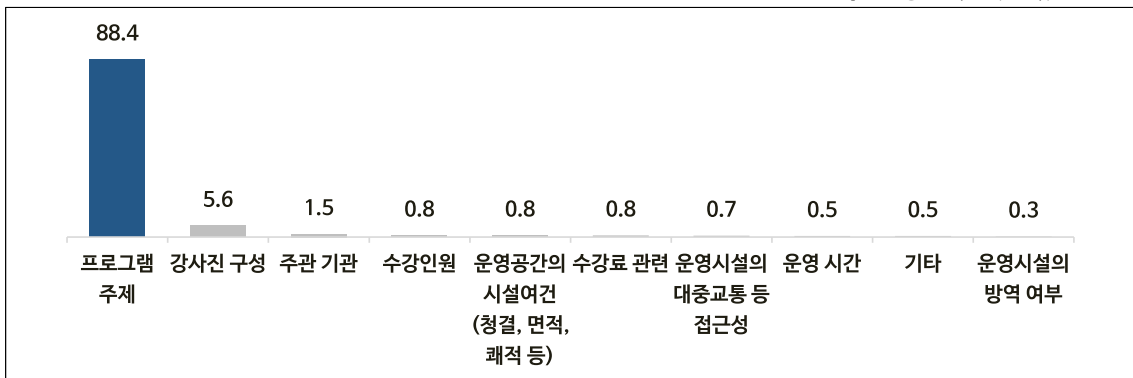 88.4
5.6
1.5
0.8
0.8
0.8
0.7
0.5
0.5
0.3
프로그램
주제
강사진 구성
주관 기관
수강인원
운영공간의
시설여건
(청결, 면적,
쾌적 등)
수강료 관련
운영시설의
대중교통 등
접근성
운영 시간
기타
운영시설의
방역 여부